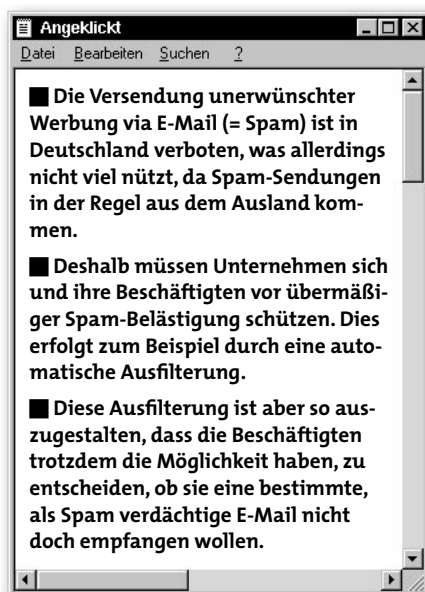 Angeklickt
Datei Bearbeiten Suchen ?
Die Versendung unerwünschter
Werbung via E-Mail (= Spam) ist in
Deutschland verboten, was allerdings
nicht viel nützt, da Spam-Sendungen
in der Regel aus dem Ausland kom-
men.
Deshalb müssen Unternehmen sich
und ihre Beschäftigten vor übermäßi-
ger Spam-Belästigung schützen. Dies
erfolgt zum Beispiel durch eine auto-
matische Ausfilterung.
Diese Ausfilterung ist aber so aus-
zugestalten, dass die Beschäftigten
trotzdem die Möglichkeit haben, zu
entscheiden, ob sie eine bestimmte,
als Spam verdächtige E-Mail nicht
doch empfangen wollen.